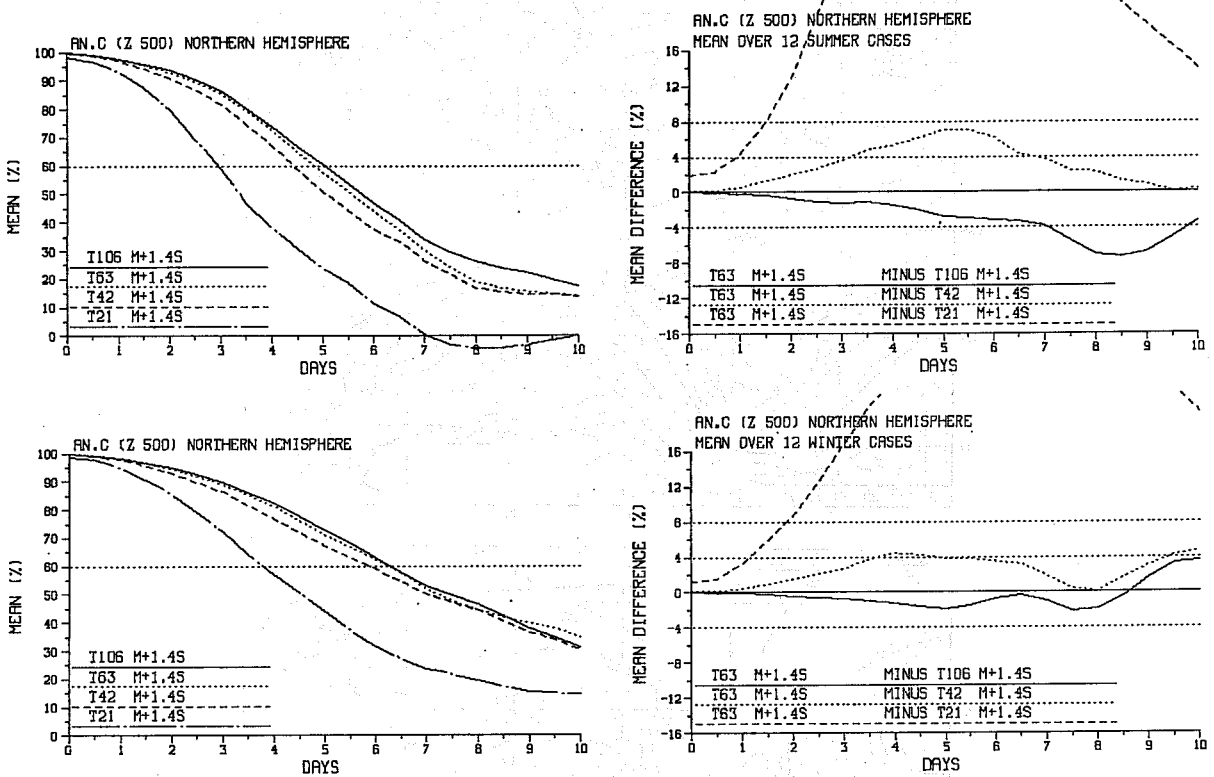 AN.C (Z 500) NORTHERN HEMISPHERE
100
90
80
70
60
50
40
30
20
10
0
MEAN (%)
T106 M+1.4S
T63 M+1.4S
T42 M+1.4S
T21 M+1.4S
0 1 2 3 4 5 6 7 8 9 10
DAYS
AN.C (Z 500) NORTHERN HEMISPHERE
MEAN OVER 12 SUMMER CASES
16
12
8
4
0
-4
-8
-12
-16
MEAN DIFFERENCE (%)
T63 M+1.4S MINUS T106 M+1.4S
T63 M+1.4S MINUS T42 M+1.4S
T63 M+1.4S MINUS T21 M+1.4S
0 1 2 3 4 5 6 7 8 9 10
DAYS
AN.C (Z 500) NORTHERN HEMISPHERE
100
90
80
70
60
50
40
30
20
10
0
MEAN (%)
T106 M+1.4S
T63 M+1.4S
T42 M+1.4S
T21 M+1.4S
0 1 2 3 4 5 6 7 8 9 10
DAYS
AN.C (Z 500) NORTHERN HEMISPHERE
MEAN OVER 12 WINTER CASES
16
12
8
4
0
-4
-8
-12
-16
MEAN DIFFERENCE (%)
T63 M+1.4S MINUS T106 M+1.4S
T63 M+1.4S MINUS T42 M+1.4S
T63 M+1.4S MINUS T21 M+1.4S
0 1 2 3 4 5 6 7 8 9 10
DAYS